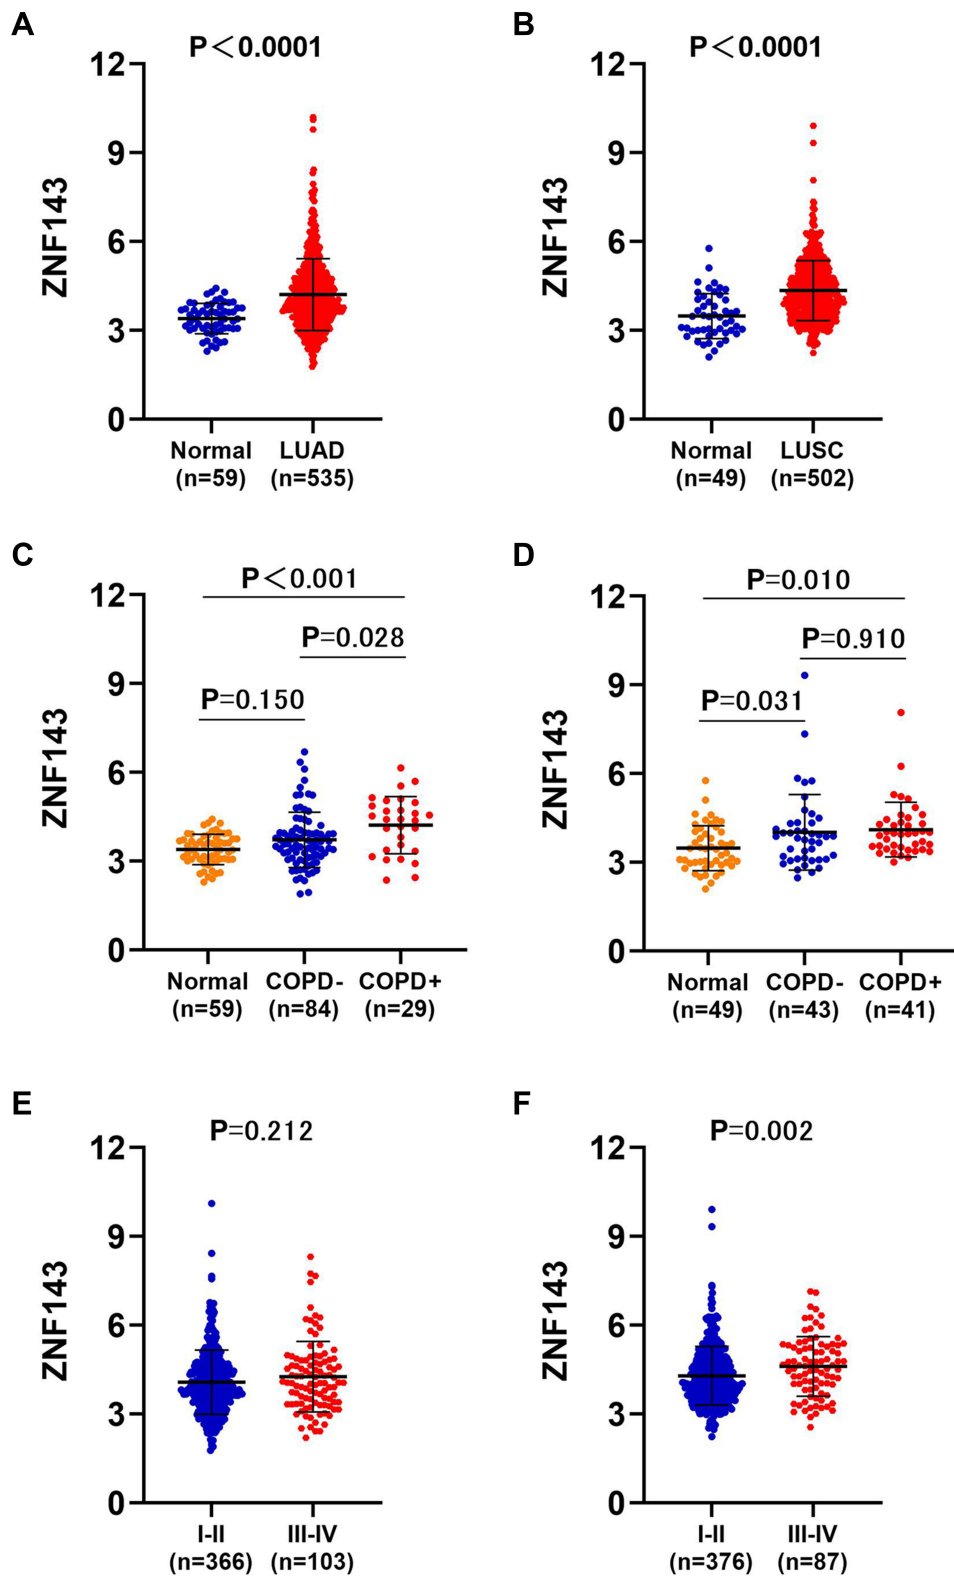 A
P＜0.0001
12
9
6
3
0
ZNF143
Normal
(n=59)
LUAD
(n=535)
B
P＜0.0001
12
9
6
3
0
ZNF143
Normal
(n=49)
LUSC
(n=502)
C
P＜0.001
P=0.028
P=0.150
12
9
6
3
0
ZNF143
Normal
(n=59)
COPD-
(n=84)
COPD+
(n=29)
D
P=0.010
P=0.910
P=0.031
12
9
6
3
0
ZNF143
Normal
(n=49)
COPD-
(n=43)
COPD+
(n=41)
E
P=0.212
12
9
6
3
0
ZNF143
I-II
(n=366)
III-IV
(n=103)
F
P=0.002
12
9
6
3
0
ZNF143
I-II
(n=376)
III-IV
(n=87)